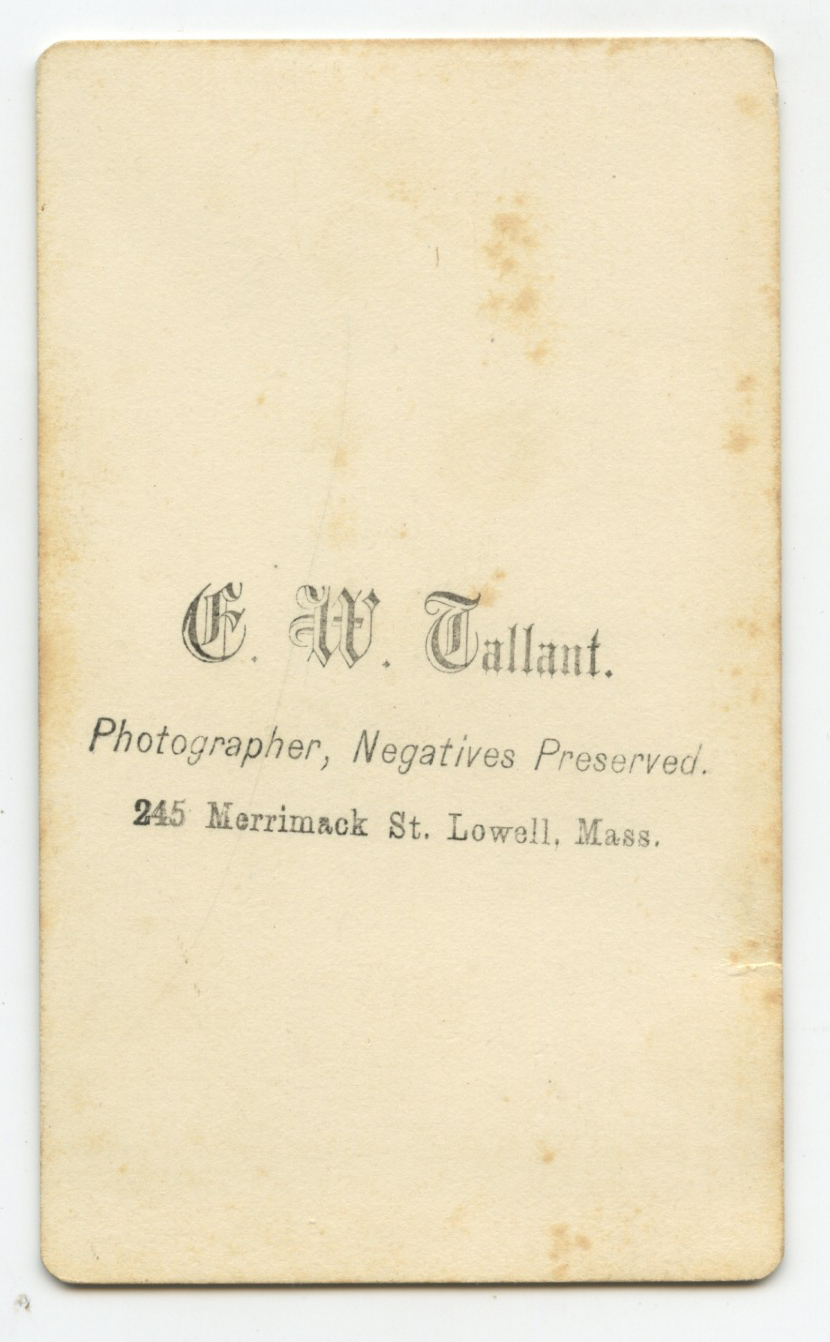 E. W. Tallant.
Photographer, Negatives Preserved.
245 Merrimack St. Lowell, Mass.